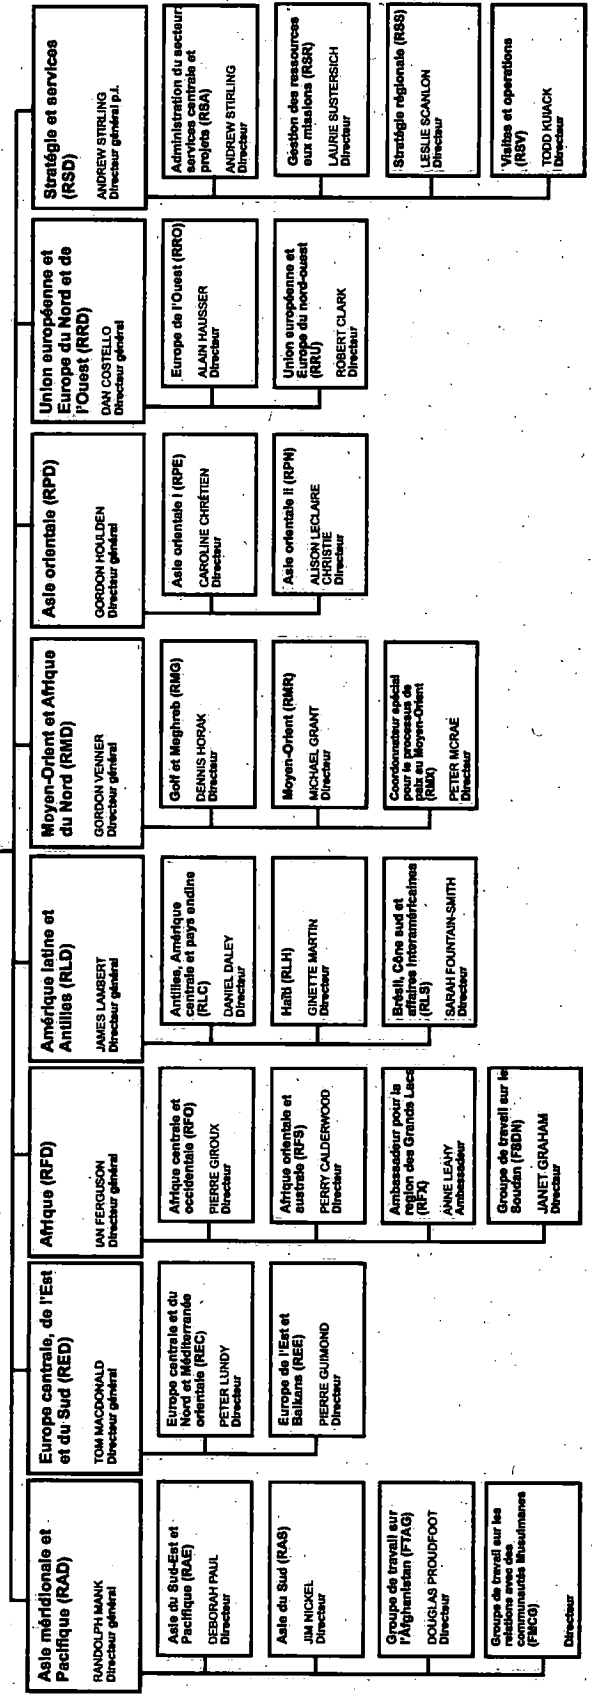 Asie méridionale et
Pacifique (RAD)
RANDOLPH MANK
Directeur général
Asie du Sud-Est et
Pacifique (RAE)
DEBORAH PAUL
Directeur
Asie du Sud (RAS)
JIM NICKEL
Directeur
Groupe de travail sur
l'Afghanistan (FTAG)
DOUGLAS PROUDFOOT
Directeur
Groupe de travail sur les
relations avec des
communautés Musulmanes
(FMCG)
Directeur
Europe centrale, de l'Est
et du Sud (RED)
TOM MACDONALD
Directeur général
Europe centrale et du
Nord et Méditerranée
orientale (REC)
PETER LUNDY
Directeur
Europe de l'Est et
Balkans (REE)
PIERRE GUIMOND
Directeur
Afrique (RFD)
IAN FERGUSON
Directeur général
Afrique centrale et
occidentale (RFO)
PIERRE GIROUX
Directeur
Afrique orientale et
australe (RFS)
PERRY CALDERWOOD
Directeur
Ambassadeur pour la
region des Grands Lacs
(RFX)
ANNE LEAHY
Ambassadeur
Groupe de travail sur le
Soudan (FSDN)
JANET GRAHAM
Directeur
Amérique latine et
Antilles (RLD)
JAMES LAMBERT
Directeur général
Antilles, Amérique
centrale et pays endine
(RLC)
DANIEL DALEY
Directeur
Haïti (RLH)
GINETTE MARTIN
Directeur
Brésil, Cône sud et
affaires interaméricaines
(RLS)
SARAH FOUNTAIN-SMITH
Directeur
Moyen-Orient et Afrique
du Nord (RMD)
GORDON VENNER
Directeur général
Golf et Maghreb (RMG)
DENNIS HORAK
Directeur
Moyen-Orient (RMR)
MICHAEL GRANT
Directeur
Coordonnateur spécial
pour le processus de
paix au Moyen-Orient
(RMX)
PETER MCRAE
Directeur
Asie orientale (RPD)
GORDON HOULDEN
Directeur général
Asie orientale I (RPE)
CAROLINE CHRÉTIEN
Directeur
Asie orientale II (RPN)
ALISON LECLAIRE
CHRISTIE
Directeur
Union européenne et
Europe du Nord et de
l'Ouest (RRD)
DAN COSTELLO
Directeur général
Europe de l'Ouest (RRO)
ALAIN HAUSSER
Directeur
Union européenne et
Europe du nord-ouest
(RRU)
ROBERT CLARK
Directeur
Stratégie et services
(RSD)
ANDREW STIRLING
Directeur général p.i.
Administration du secteur,
services centrale et
projets (RSA)
ANDREW STIRLING
Directeur
Gestion des ressources
aux missions (RSR)
LAURIE SUSTERSICH
Directeur
Stratégie régionale (RSS)
LESLIE SCANLON
Directeur
Visites et operations
(RSV)
TODD KUIACK
Directeur